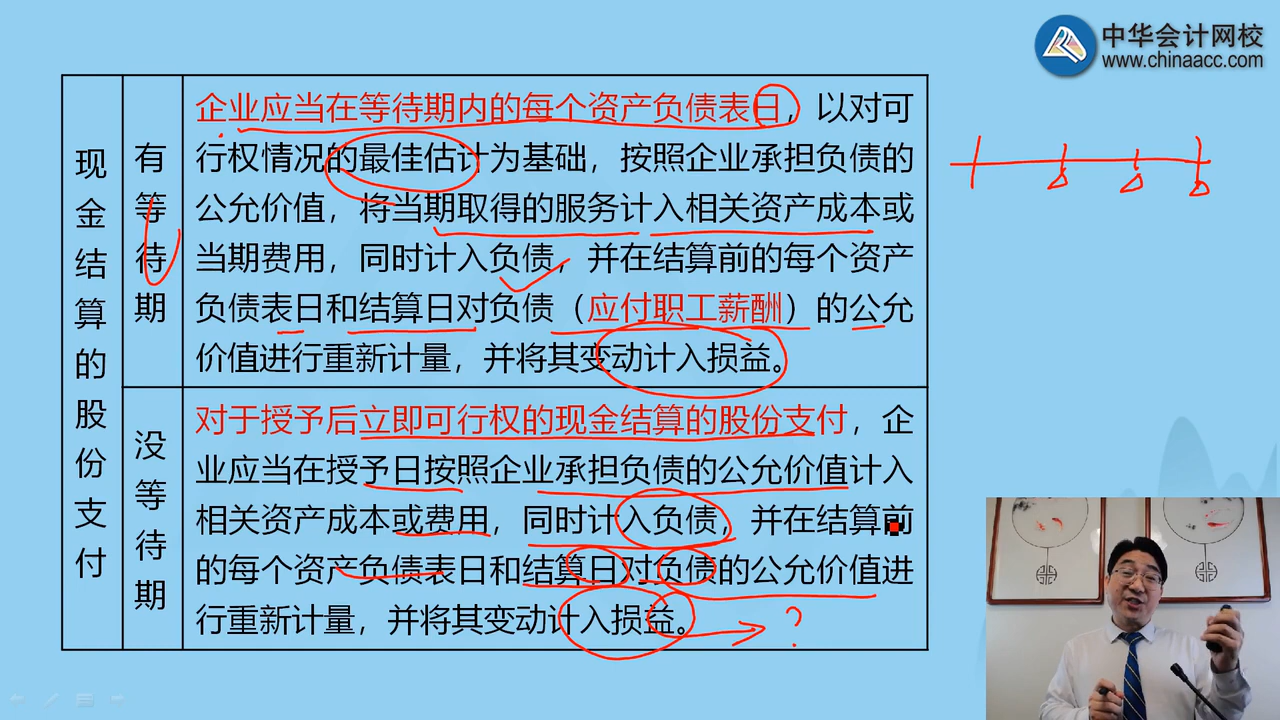 中华会计网校
www.chinaacc.com
现金结算的股份支付
有等待期
企业应当在等待期内的每个资产负债表日，以对可
行权情况的最佳估计为基础，按照企业承担负债的
公允价值，将当期取得的服务计入相关资产成本或
当期费用，同时计入负债，并在结算前的每个资产
负债表日和结算日对负债（应付职工薪酬）的公允
价值进行重新计量，并将其变动计入损益。
没等待期
对于授予后立即可行权的现金结算的股份支付，企
业应当在授予日按照企业承担负债的公允价值计入
相关资产成本或费用，同时计入负债，并在结算前
的每个资产负债表日和结算日对负债的公允价值进
行重新计量，并将其变动计入损益。
?